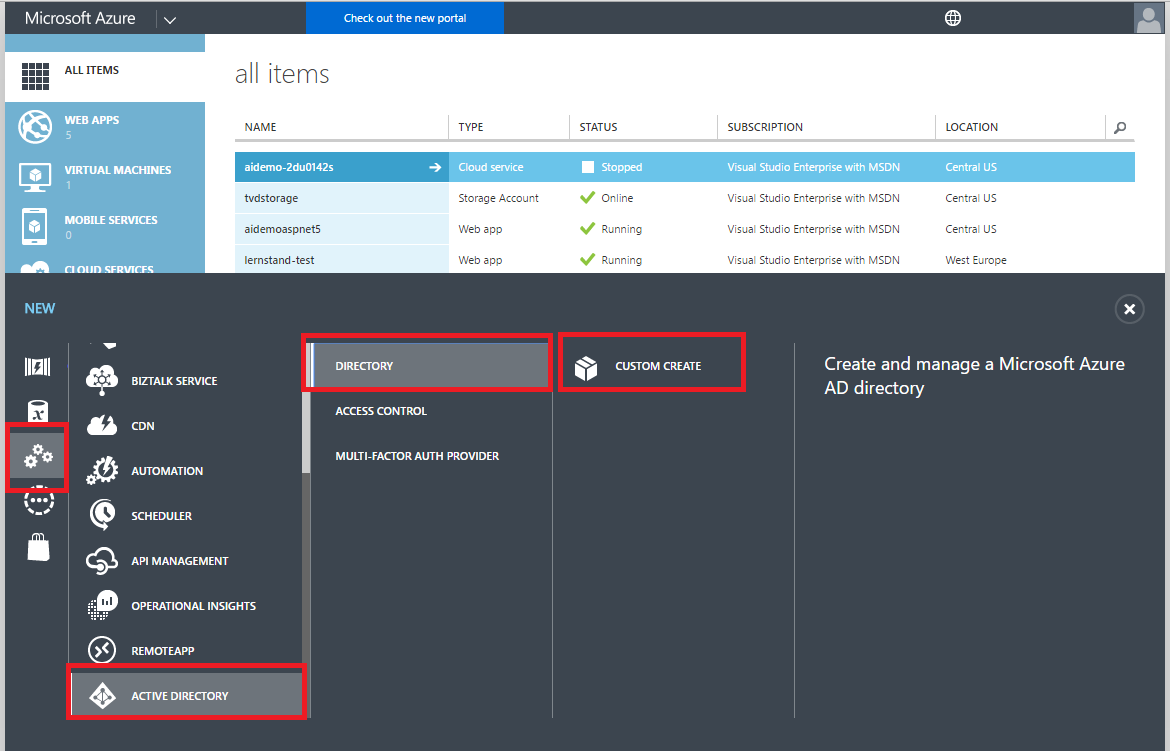 Microsoft Azure
Check out the new portal
ALL ITEMS
WEB APPS
5
VIRTUAL MACHINES
1
MOBILE SERVICES
0
CLOUD SERVICES
all items
NAME TYPE STATUS SUBSCRIPTION LOCATION
aidemo-2du0142s Cloud service Stopped Visual Studio Enterprise with MSDN Central US
tvdstorage Storage Account Online Visual Studio Enterprise with MSDN Central US
aidemoaspnet5 Web app Running Visual Studio Enterprise with MSDN Central US
lernstand-test Web app Running Visual Studio Enterprise with MSDN West Europe
NEW
BIZTALK SERVICE
CDN
AUTOMATION
SCHEDULER
API MANAGEMENT
OPERATIONAL INSIGHTS
REMOTEAPP
ACTIVE DIRECTORY
DIRECTORY
ACCESS CONTROL
MULTI-FACTOR AUTH PROVIDER
CUSTOM CREATE
Create and manage a Microsoft Azure
AD directory